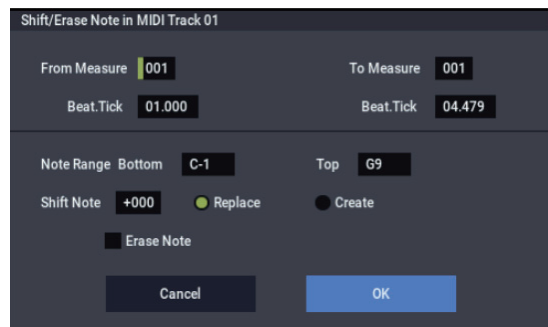 Shift/Erase Note in MIDI Track 01
From Measure 001 To Measure 001
Beat.Tick 01.000 Beat.Tick 04.479
Note Range Bottom C-1 Top G9
Shift Note +000 Replace Create
Erase Note
Cancel OK